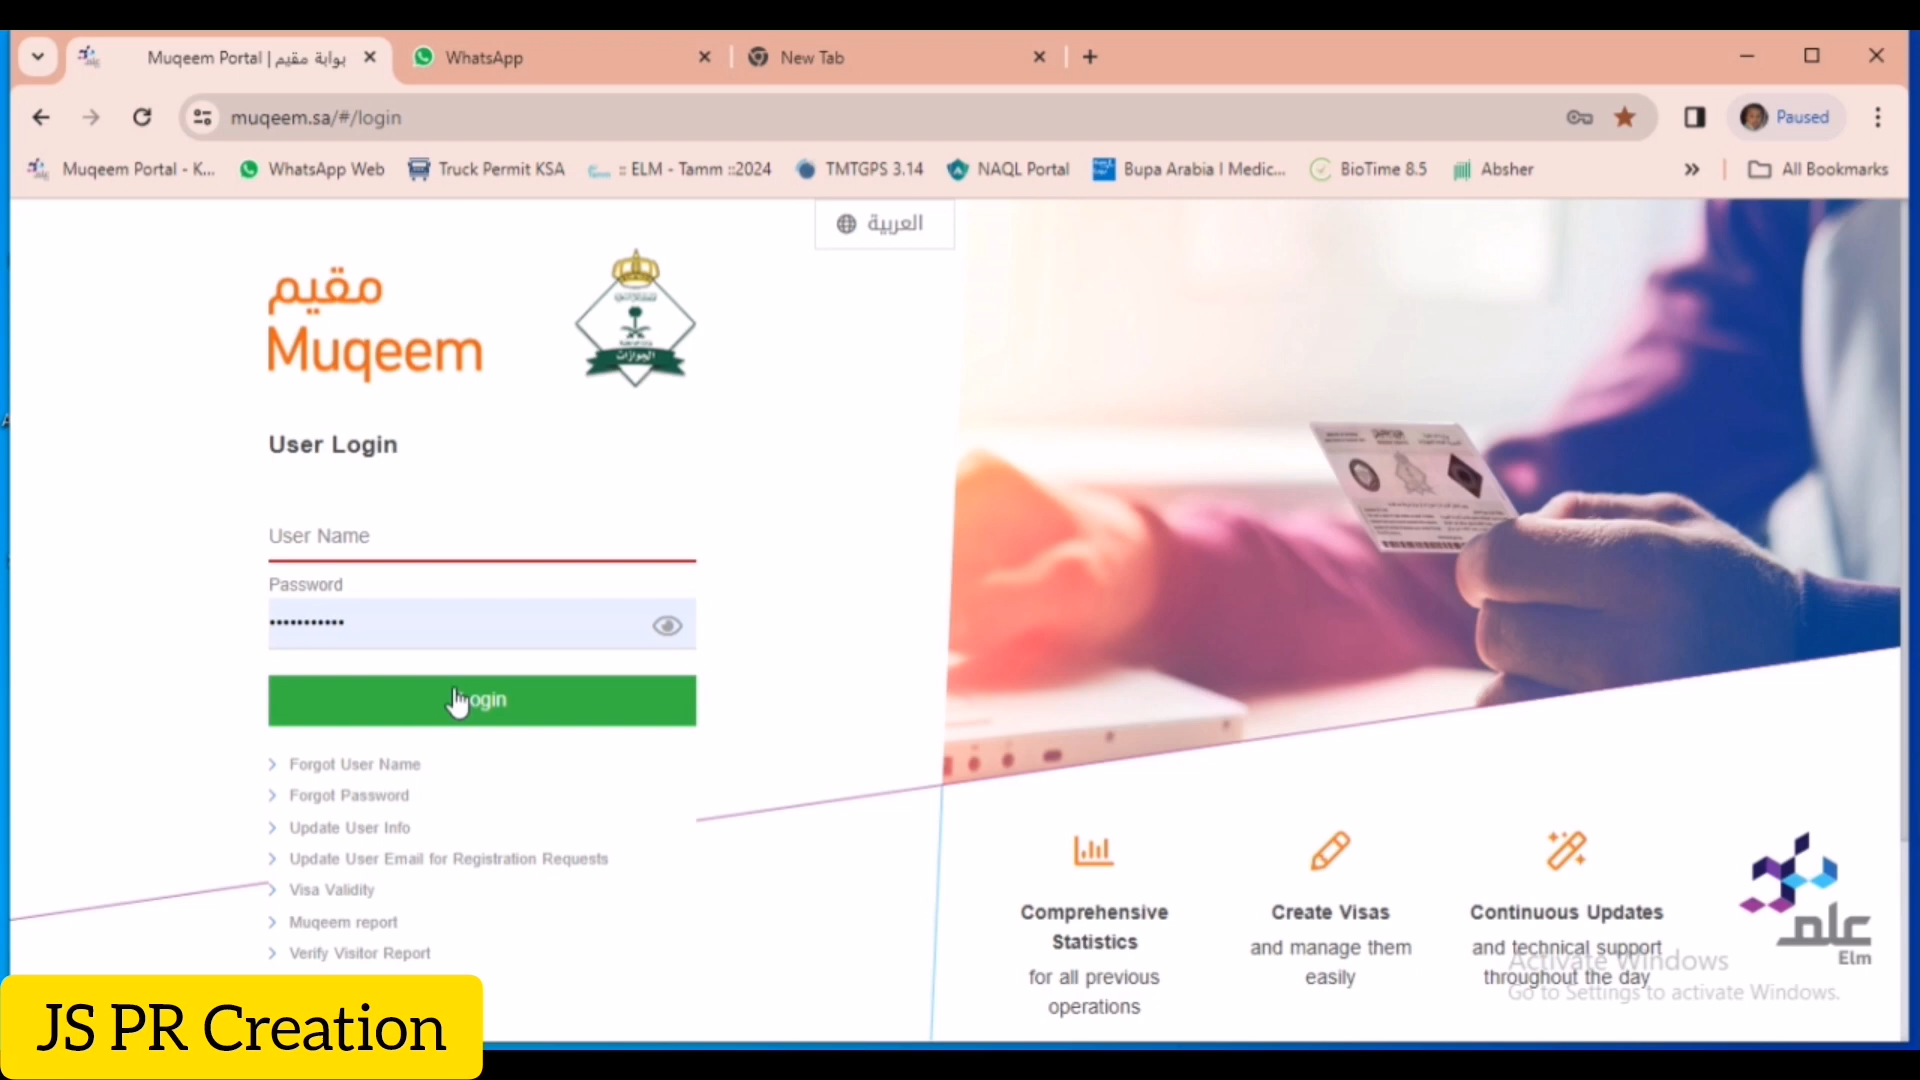 Muqeem Portal | بوابة مقيم
WhatsApp
New Tab
muqeem.sa/#/login
Paused
Muqeem Portal - K...
WhatsApp Web
Truck Permit KSA
:: ELM - Tamm ::2024
TMTGPS 3.14
NAQL Portal
Bupa Arabia I Medic...
BioTime 8.5
Absher
All Bookmarks
العربية
مقيم
Muqeem
الجوازات
User Login
User Name
Password
•••••••••••
ogin
Forgot User Name
Forgot Password
Update User Info
Update User Email for Registration Requests
Visa Validity
Muqeem report
Verify Visitor Report
Comprehensive
Statistics
for all previous
operations
Create Visas
and manage them
easily
Continuous Updates
and technical support
throughout the day
علم
Elm
Activate Windows
Go to Settings to activate Windows.
JS PR Creation